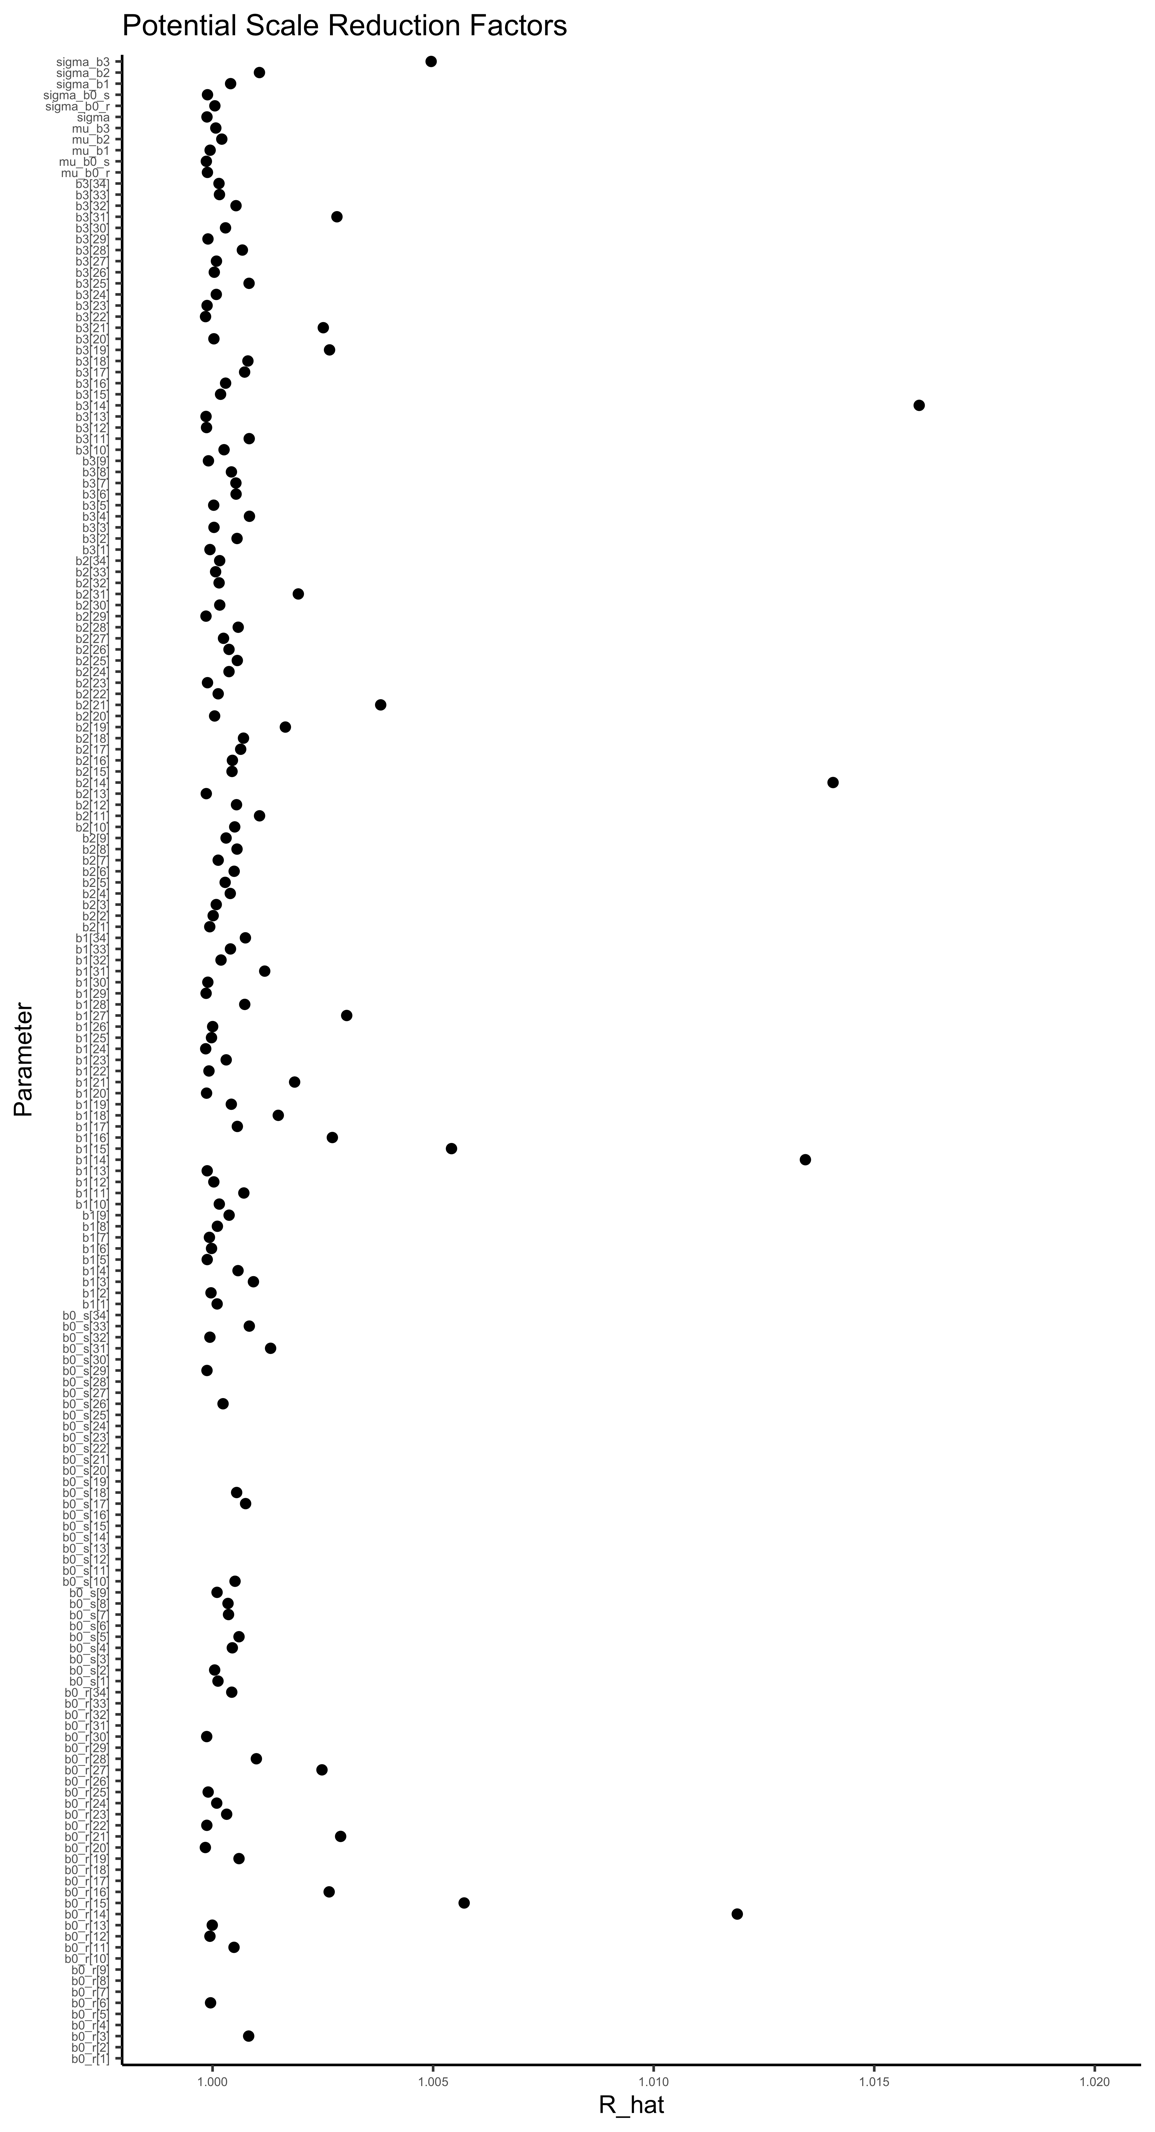 Potential Scale Reduction Factors
sigma_b3
sigma_b2
sigma_b1
sigma_b0_s
sigma_b0_r
sigma
mu_b3
mu_b2
mu_b1
mu_b0_s
mu_b0_r
b3[34]
b3[33]
b3[32]
b3[31]
b3[30]
b3[29]
b3[28]
b3[27]
b3[26]
b3[25]
b3[24]
b3[23]
b3[22]
b3[21]
b3[20]
b3[19]
b3[18]
b3[17]
b3[16]
b3[15]
b3[14]
b3[13]
b3[12]
b3[11]
b3[10]
b3[9]
b3[8]
b3[7]
b3[6]
b3[5]
b3[4]
b3[3]
b3[2]
b3[1]
b2[34]
b2[33]
b2[32]
b2[31]
b2[30]
b2[29]
b2[28]
b2[27]
b2[26]
b2[25]
b2[24]
b2[23]
b2[22]
b2[21]
b2[20]
b2[19]
b2[18]
b2[17]
b2[16]
b2[15]
b2[14]
b2[13]
b2[12]
b2[11]
b2[10]
b2[9]
b2[8]
b2[7]
b2[6]
b2[5]
b2[4]
b2[3]
b2[2]
b2[1]
b1[34]
b1[33]
b1[32]
b1[31]
b1[30]
b1[29]
b1[28]
b1[27]
b1[26]
b1[25]
b1[24]
b1[23]
b1[22]
b1[21]
b1[20]
b1[19]
b1[18]
b1[17]
b1[16]
b1[15]
b1[14]
b1[13]
b1[12]
b1[11]
b1[10]
b1[9]
b1[8]
b1[7]
b1[6]
b1[5]
b1[4]
b1[3]
b1[2]
b1[1]
b0_s[34]
b0_s[33]
b0_s[32]
b0_s[31]
b0_s[30]
b0_s[29]
b0_s[28]
b0_s[27]
b0_s[26]
b0_s[25]
b0_s[24]
b0_s[23]
b0_s[22]
b0_s[21]
b0_s[20]
b0_s[19]
b0_s[18]
b0_s[17]
b0_s[16]
b0_s[15]
b0_s[14]
b0_s[13]
b0_s[12]
b0_s[11]
b0_s[10]
b0_s[9]
b0_s[8]
b0_s[7]
b0_s[6]
b0_s[5]
b0_s[4]
b0_s[3]
b0_s[2]
b0_s[1]
b0_r[34]
b0_r[33]
b0_r[32]
b0_r[31]
b0_r[30]
b0_r[29]
b0_r[28]
b0_r[27]
b0_r[26]
b0_r[25]
b0_r[24]
b0_r[23]
b0_r[22]
b0_r[21]
b0_r[20]
b0_r[19]
b0_r[18]
b0_r[17]
b0_r[16]
b0_r[15]
b0_r[14]
b0_r[13]
b0_r[12]
b0_r[11]
b0_r[10]
b0_r[9]
b0_r[8]
b0_r[7]
b0_r[6]
b0_r[5]
b0_r[4]
b0_r[3]
b0_r[2]
b0_r[1]
Parameter
1.000 1.005 1.010 1.015 1.020
R_hat